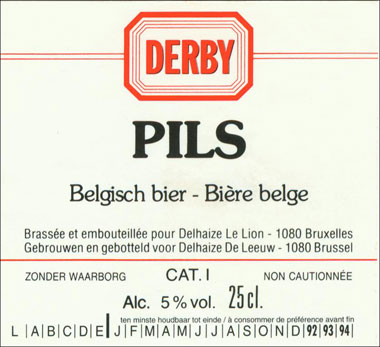 DERBY
PILS
Belgisch bier - Bière belge
Brassée et embouteillée pour Delhaize Le Lion - 1080 Bruxelles
Gebrouwen en gebotteld voor Delhaize De Leeuw - 1080 Brussel
ZONDER WAARBORG CAT. I NON CAUTIONNÉE
Alc. 5% vol. 25 cl.
ten minste houdbaar tot einde / à consommer de préférence avant fin
L |A|B|C|D|E|J|F|M|A|M|J|J|A|S|O|N|D|92|93|94|